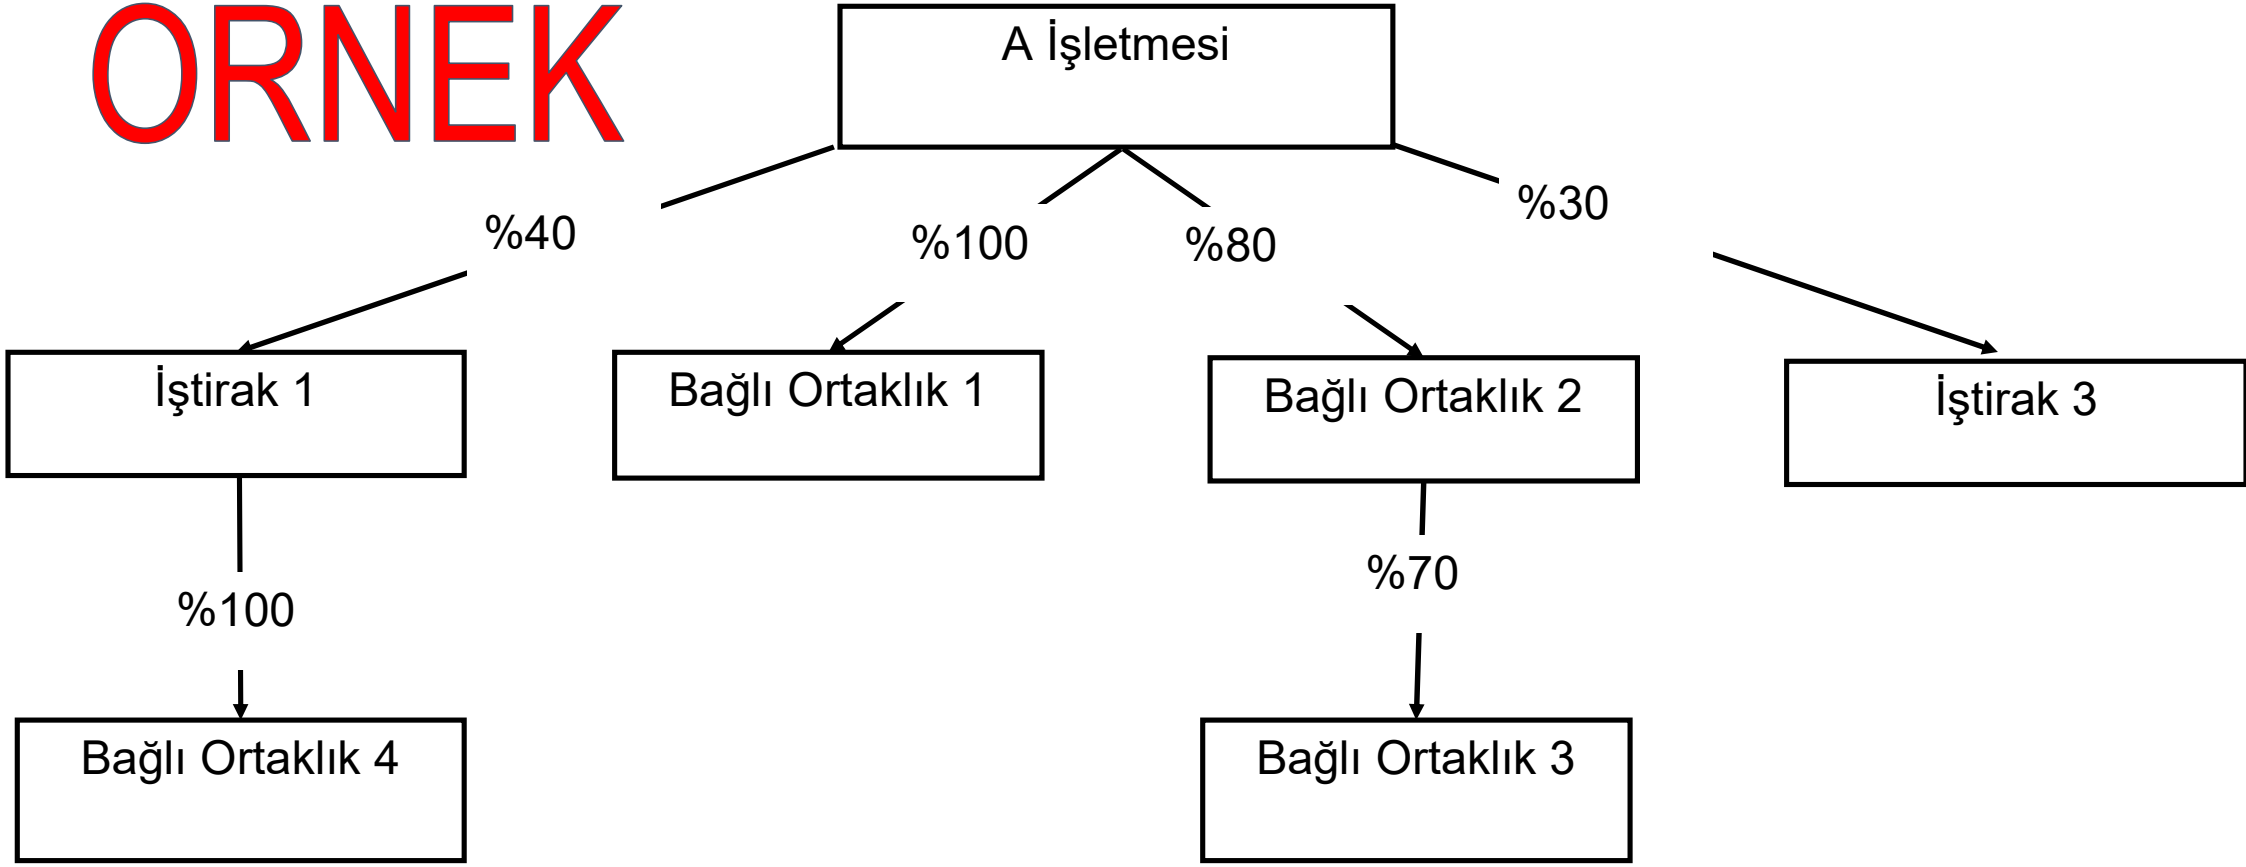 ORNEK
A İşletmesi
%40
%100
%80
%30
İştirak 1
Bağlı Ortaklık 1
Bağlı Ortaklık 2
İştirak 3
%100
%70
Bağlı Ortaklık 4
Bağlı Ortaklık 3